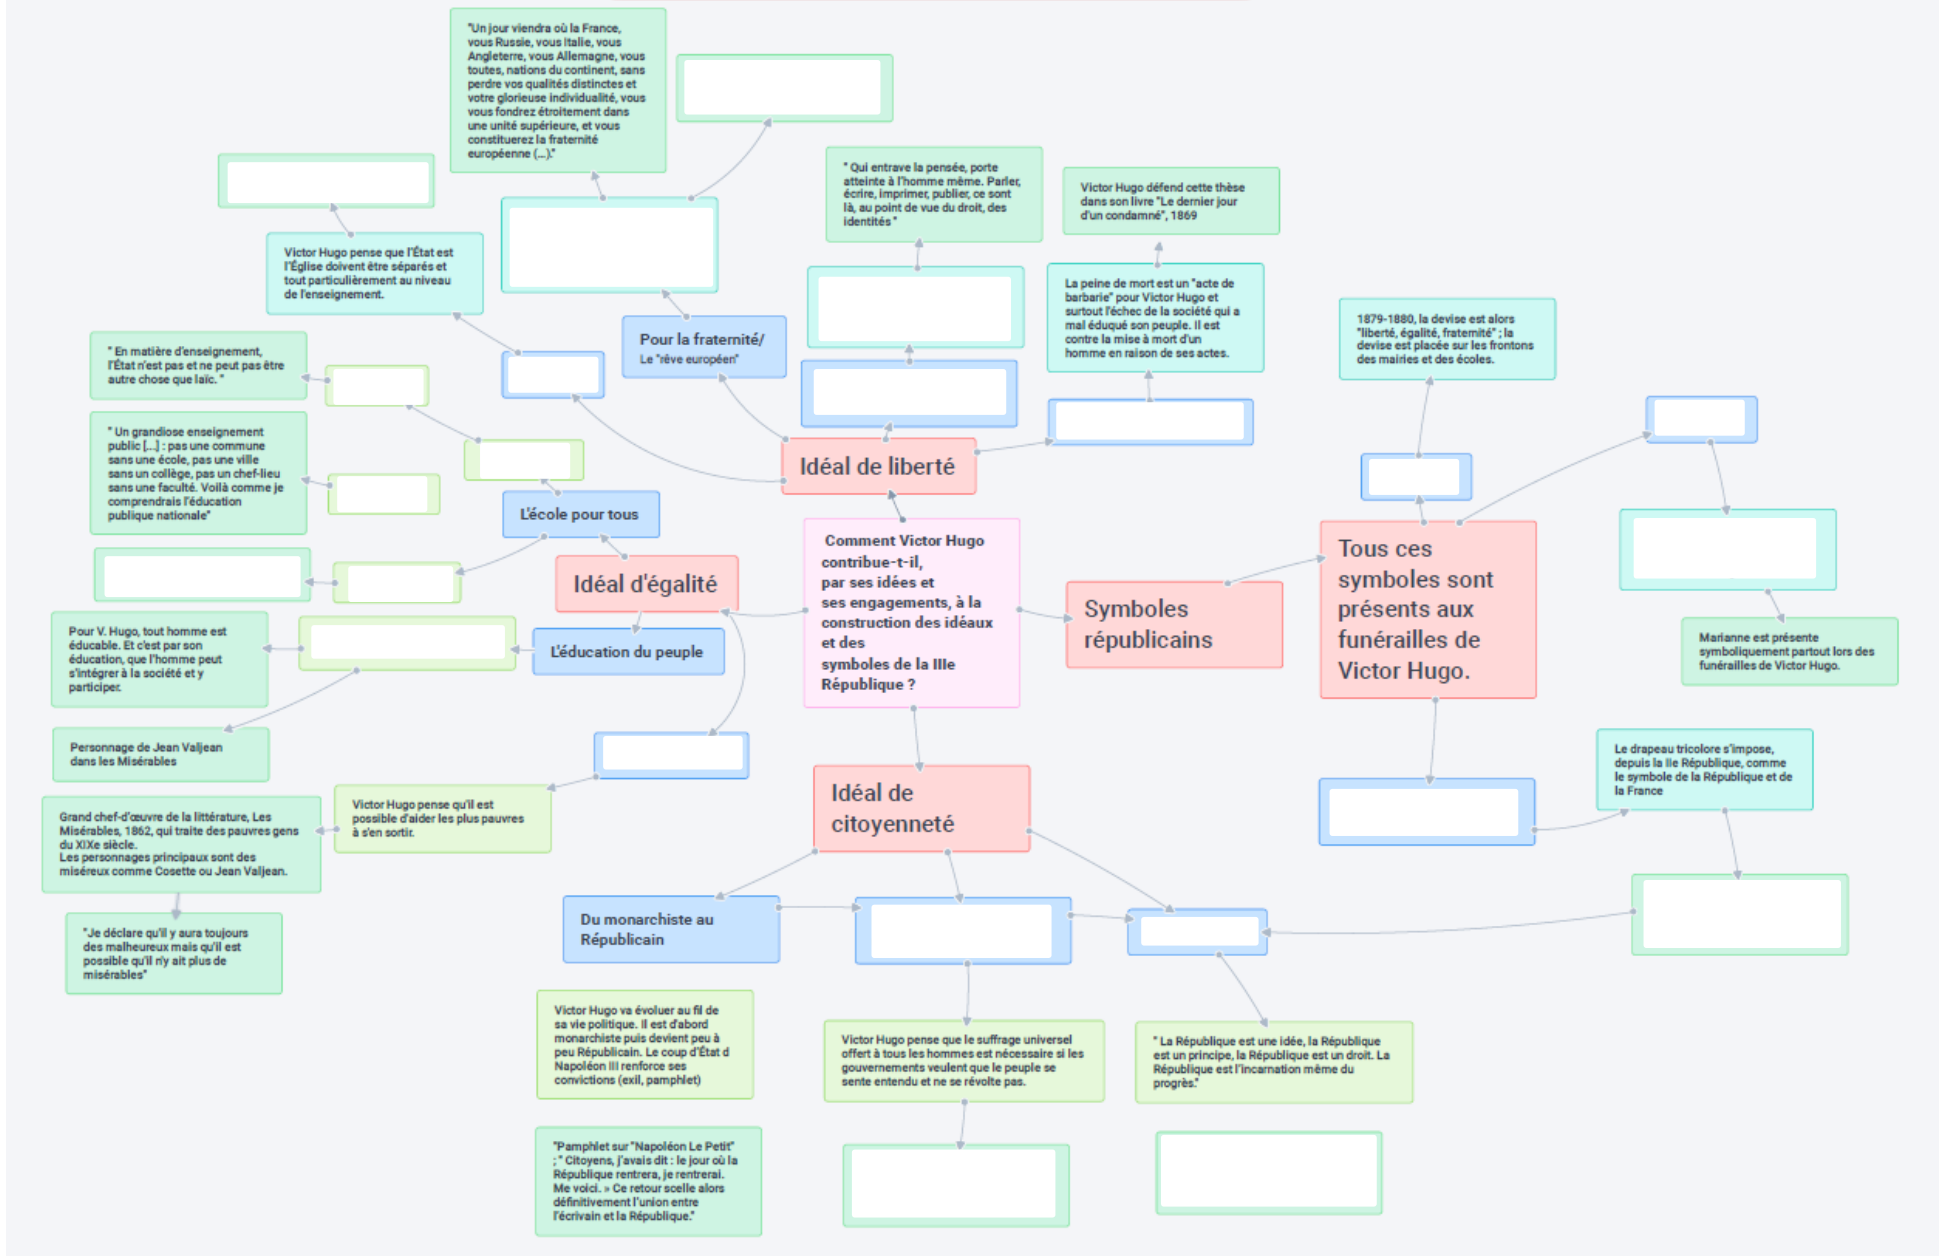 "Un jour viendra où la France,
vous Russie, vous Italie, vous
Angleterre, vous Allemagne, vous
toutes, nations du continent, sans
perdre vos qualités distinctes et
votre glorieuse individualité, vous
vous fondrez étroitement dans
une unité supérieure, et vous
constituerez la fraternité
européenne (...)."
" Qui entrave la pensée, porte
atteinte à l'homme même. Parler,
écrire, imprimer, publier, ce sont
là, au point de vue du droit, des
identités "
Victor Hugo défend cette thèse
dans son livre "Le dernier jour
d'un condamné", 1869
Victor Hugo pense que l'État est
l'Église doivent être séparés et
tout particulièrement au niveau
de l'enseignement.
La peine de mort est un "acte de
barbarie" pour Victor Hugo et
surtout l'échec de la société qui a
mal éduqué son peuple. Il est
contre la mise à mort d'un
homme en raison de ses actes.
1879-1880, la devise est alors
"liberté, égalité, fraternité" ; la
devise est placée sur les frontons
des mairies et des écoles.
Pour la fraternité/
Le "rêve européen"
" En matière d'enseignement,
l'État n'est pas et ne peut pas être
autre chose que laïc. "
" Un grandiose enseignement
public [...] : pas une commune
sans une école, pas une ville
sans un collège, pas un chef-lieu
sans une faculté. Voilà comme je
comprendrais l'éducation
publique nationale"
Idéal de liberté
L'école pour tous
Idéal d'égalité
Comment Victor Hugo
contribue-t-il,
par ses idées et
ses engagements, à la
construction des idéaux
et des
symboles de la IIIe
République ?
Symboles
républicains
Tous ces
symboles sont
présents aux
funérailles de
Victor Hugo.
Pour V. Hugo, tout homme est
éducable. Et c'est par son
éducation, que l'homme peut
s'intégrer à la société et y
participer.
L'éducation du peuple
Marianne est présente
symboliquement partout lors des
funérailles de Victor Hugo.
Personnage de Jean Valjean
dans les Misérables
Le drapeau tricolore s'impose,
depuis la IIe République, comme
le symbole de la République et de
la France
Victor Hugo pense qu'il est
possible d'aider les plus pauvres
à s'en sortir.
Grand chef-d'œuvre de la littérature, Les
Misérables, 1862, qui traite des pauvres gens
du XIXe siècle.
Les personnages principaux sont des
miséreux comme Cosette ou Jean Valjean.
Idéal de
citoyenneté
"Je déclare qu'il y aura toujours
des malheureux mais qu'il est
possible qu'il n'y ait plus de
misérables"
Du monarchiste au
Républicain
Victor Hugo va évoluer au fil de
sa vie politique. Il est d'abord
monarchiste puis devient peu à
peu Républicain. Le coup d'État d
Napoléon III renforce ses
convictions (exil, pamphlet)
Victor Hugo pense que le suffrage universel
offert à tous les hommes est nécessaire si les
gouvernements veulent que le peuple se
sente entendu et ne se révolte pas.
" La République est une idée, la République
est un principe, la République est un droit. La
République est l'incarnation même du
progrès."
"Pamphlet sur "Napoléon Le Petit"
; " Citoyens, j'avais dit : le jour où la
République rentrera, je rentrerai.
Me voici. » Ce retour scelle alors
définitivement l'union entre
l'écrivain et la République."